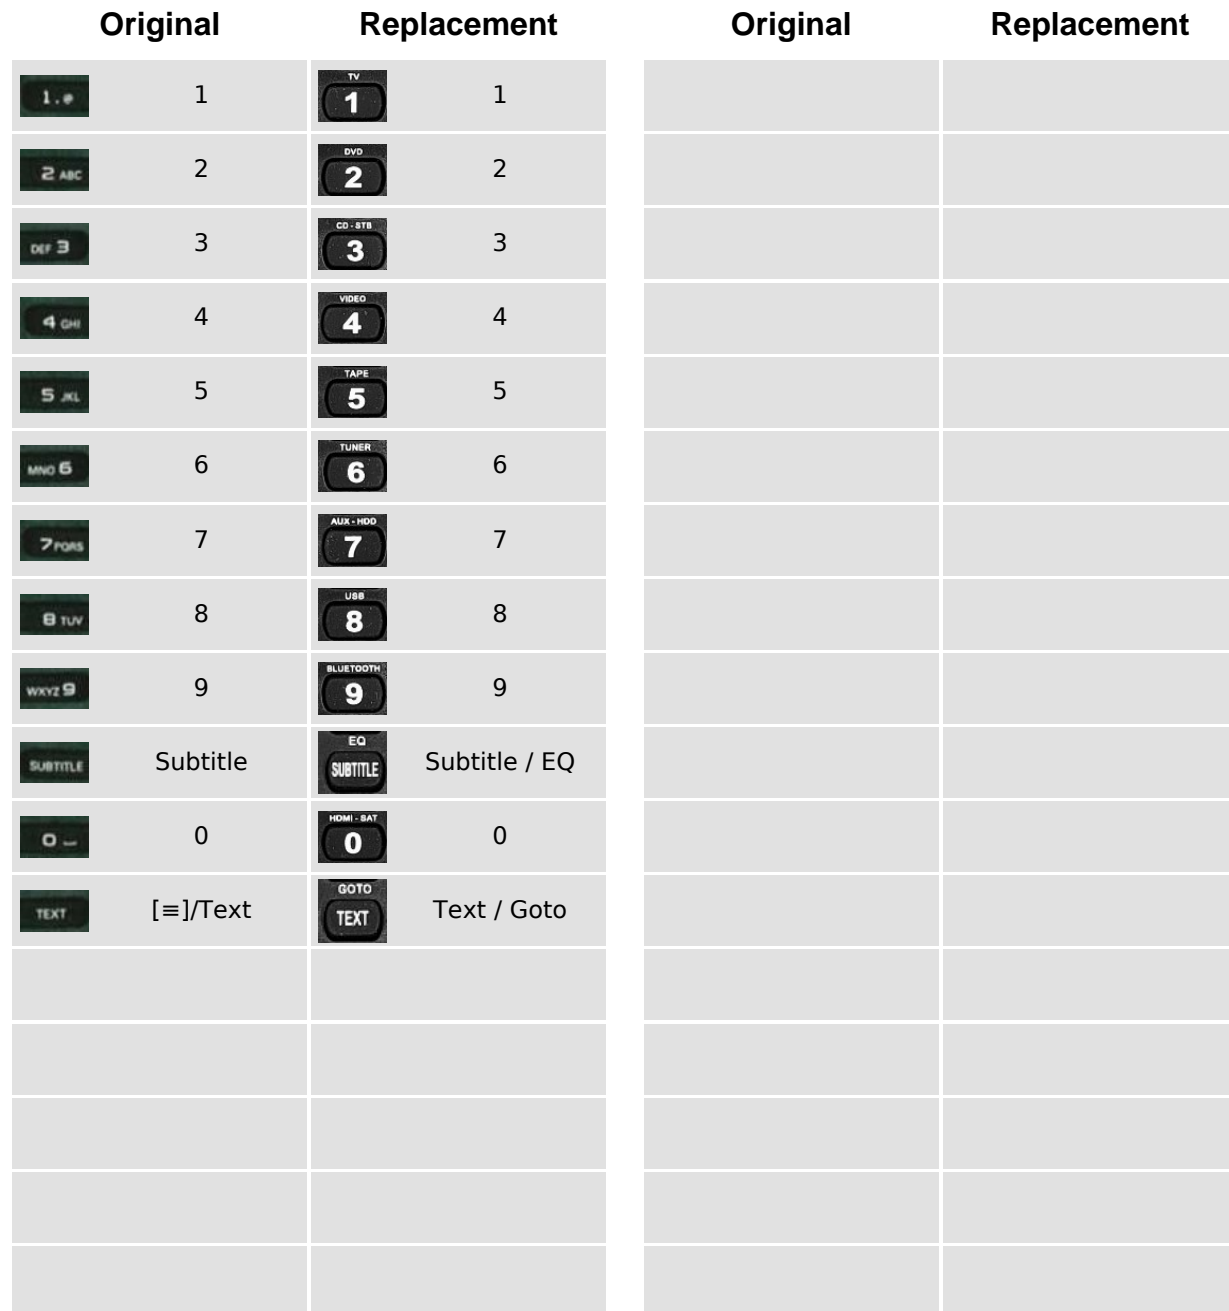 Original Replacement Original Replacement
1.@ 1 TV 1 1
2 ABC 2 DVD 2 2
DEF 3 3 CD - STB 3 3
4 GHI 4 VIDEO 4 4
5 JKL 5 TAPE 5 5
MNO 6 6 TUNER 6 6
7 PQRS 7 AUX - HDD 7 7
8 TUV 8 USB 8 8
WXYZ 9 9 BLUETOOTH 9 9
SUBTITLE Subtitle EQ SUBTITLE Subtitle / EQ
0 ⎵ 0 HDMI - SAT 0 0
TEXT [≡]/Text GOTO TEXT Text / Goto